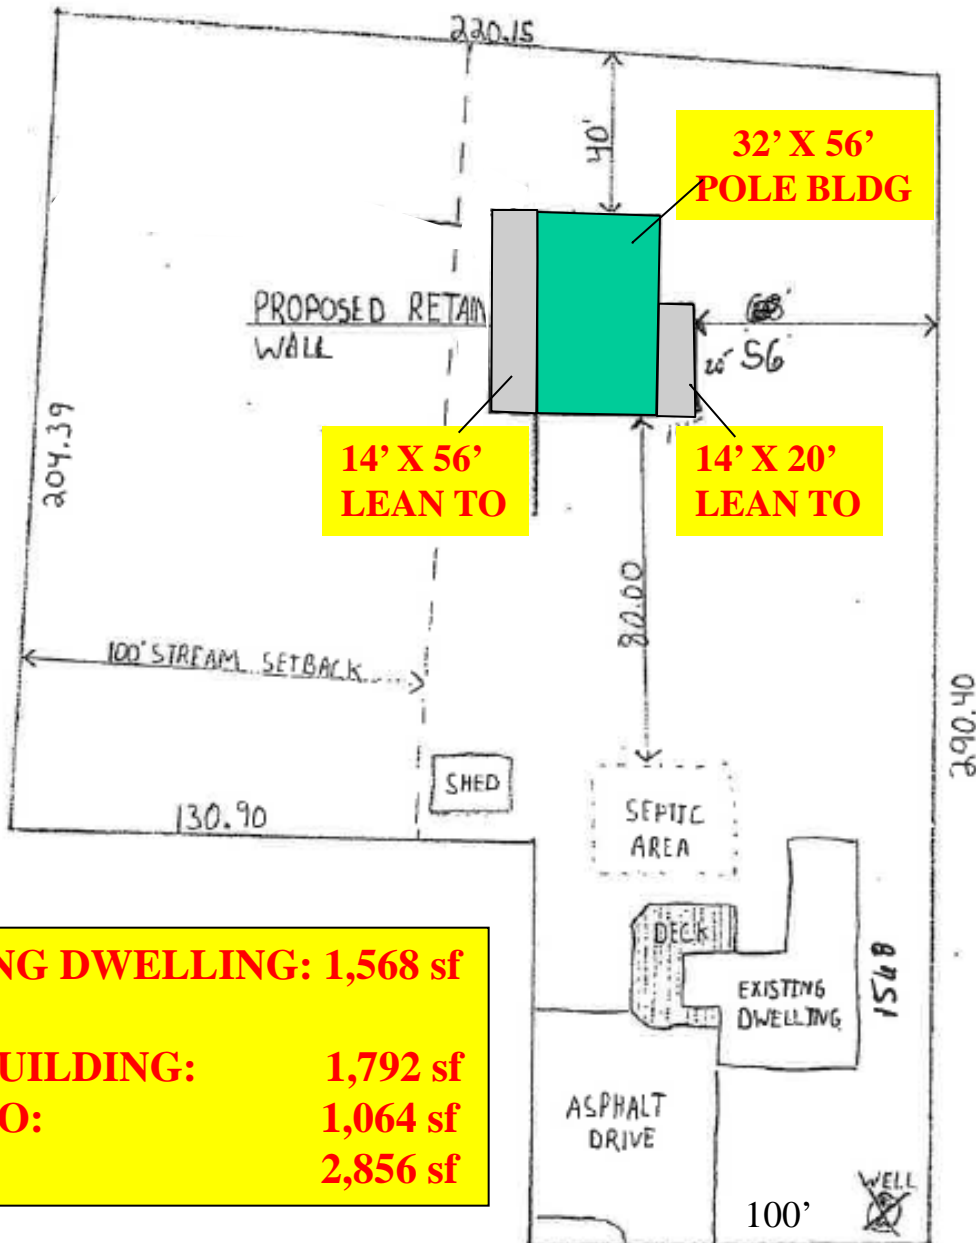 220.15
40'
32' X 56'
POLE BLDG
PROPOSED RETAIN
WALL
56
20'
204.39
14' X 56'
LEAN TO
14' X 20'
LEAN TO
80.00
100' STREAM SETBACK
290.40
SHED
130.90
SEPTIC
AREA
DECK
NG DWELLING: 1,568 sf
EXISTING
DWELLING
1548
UILDING: 1,792 sf
O: 1,064 sf
2,856 sf
ASPHALT
DRIVE
WELL
100'